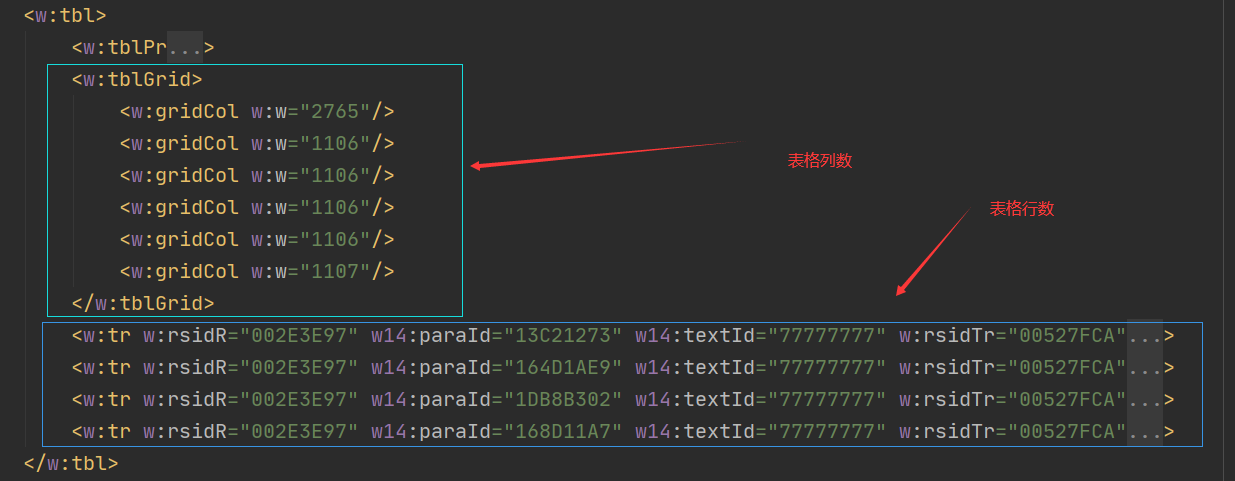 <w:tbl>
<w:tblPr...>
<w:tblGrid>
<w:gridCol w:w="2765"/>
<w:gridCol w:w="1106"/>
<w:gridCol w:w="1106"/>
表格列数
<w:gridCol w:w="1106"/>
表格行数
<w:gridCol w:w="1106"/>
<w:gridCol w:w="1107"/>
</w:tblGrid>
<w:tr w:rsidR="002E3E97" w14:paraId="13C21273" w14:textId="77777777" w:rsidTr="00527FCA"...>
<w:tr w:rsidR="002E3E97" w14:paraId="164D1AE9" w14:textId="77777777" w:rsidTr="00527FCA"...>
<w:tr w:rsidR="002E3E97" w14:paraId="1DB8B302" w14:textId="77777777" w:rsidTr="00527FCA"...>
<w:tr w:rsidR="002E3E97" w14:paraId="168D11A7" w14:textId="77777777" w:rsidTr="00527FCA"...>
</w:tbl>